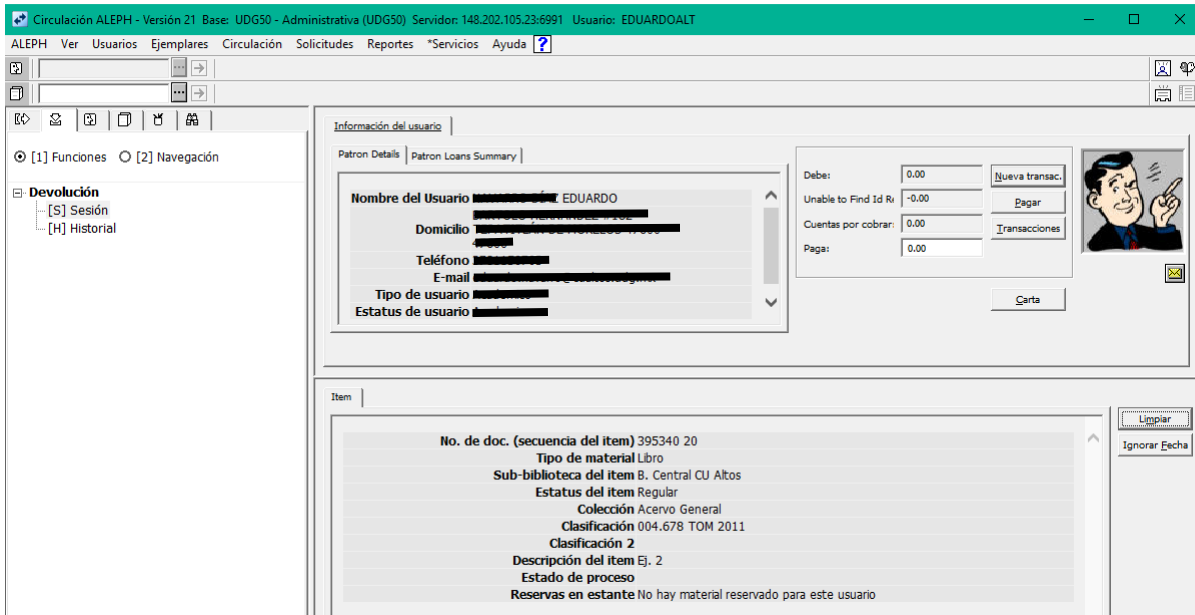 Circulación ALEPH - Versión 21 Base: UDG50 - Administrativa (UDG50) Servidor: 148.202.105.23:6991 Usuario: EDUARDOALT
ALEPH Ver Usuarios Ejemplares Circulación Solicitudes Reportes *Servicios Ayuda ?
[1] Funciones [2] Navegación
Devolución
[S] Sesión
[H] Historial
Información del usuario
Patron Details Patron Loans Summary
Nombre del Usuario EDUARDO
Domicilio
Teléfono
E-mail
Tipo de usuario
Estatus de usuario
Debe: 0.00 Nueva transac.
Unable to Find Id R -0.00 Pagar
Cuentas por cobrar: 0.00 Transacciones
Paga: 0.00
Carta
Item
No. de doc. (secuencia del item) 395340 20
Tipo de material Libro
Sub-biblioteca del item B. Central CU Altos
Estatus del item Regular
Colección Acervo General
Clasificación 004.678 TOM 2011
Clasificación 2
Descripción del item Ej. 2
Estado de proceso
Reservas en estante No hay material reservado para este usuario
Limpiar
Ignorar Fecha